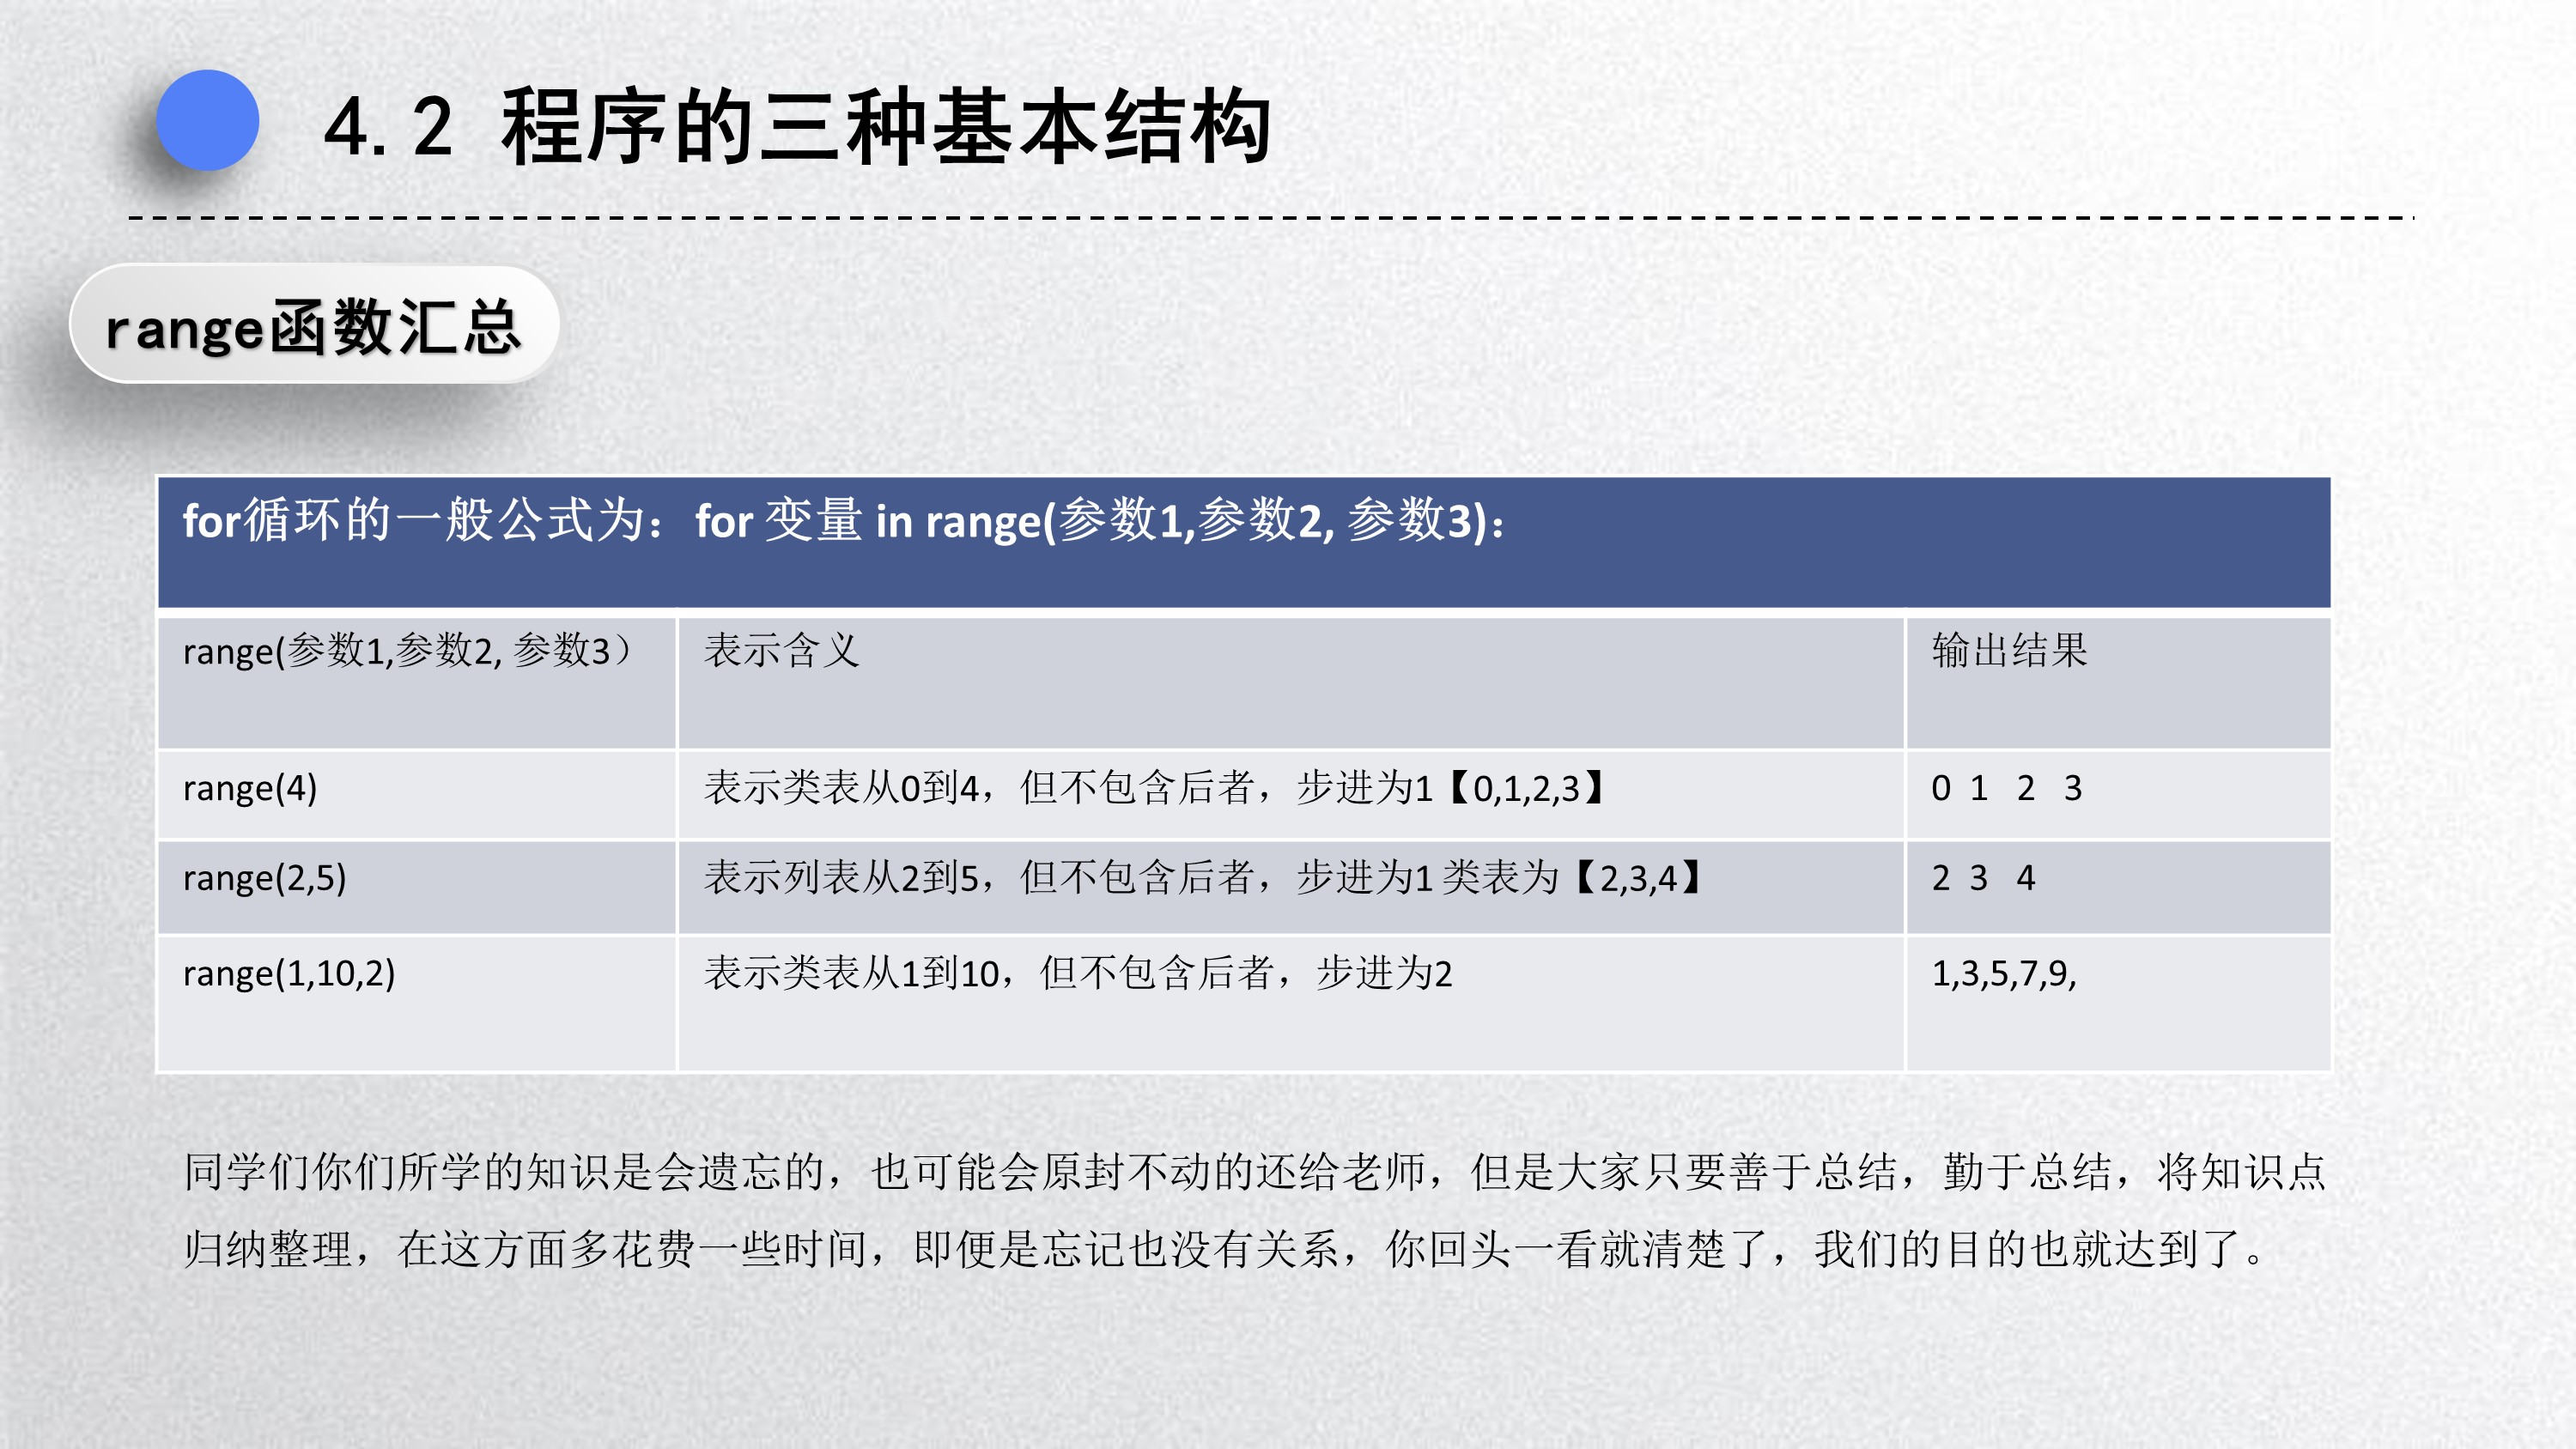 4.2 程序的三种基本结构
range函数汇总
for循环的一般公式为：for 变量 in range(参数1,参数2, 参数3)：
range(参数1,参数2, 参数3） 表示含义 输出结果
range(4) 表示类表从0到4，但不包含后者，步进为1【0,1,2,3】 0 1 2 3
range(2,5) 表示列表从2到5，但不包含后者，步进为1 类表为【2,3,4】 2 3 4
range(1,10,2) 表示类表从1到10，但不包含后者，步进为2 1,3,5,7,9,
同学们你们所学的知识是会遗忘的，也可能会原封不动的还给老师，但是大家只要善于总结，勤于总结，将知识点
归纳整理，在这方面多花费一些时间，即便是忘记也没有关系，你回头一看就清楚了，我们的目的也就达到了。